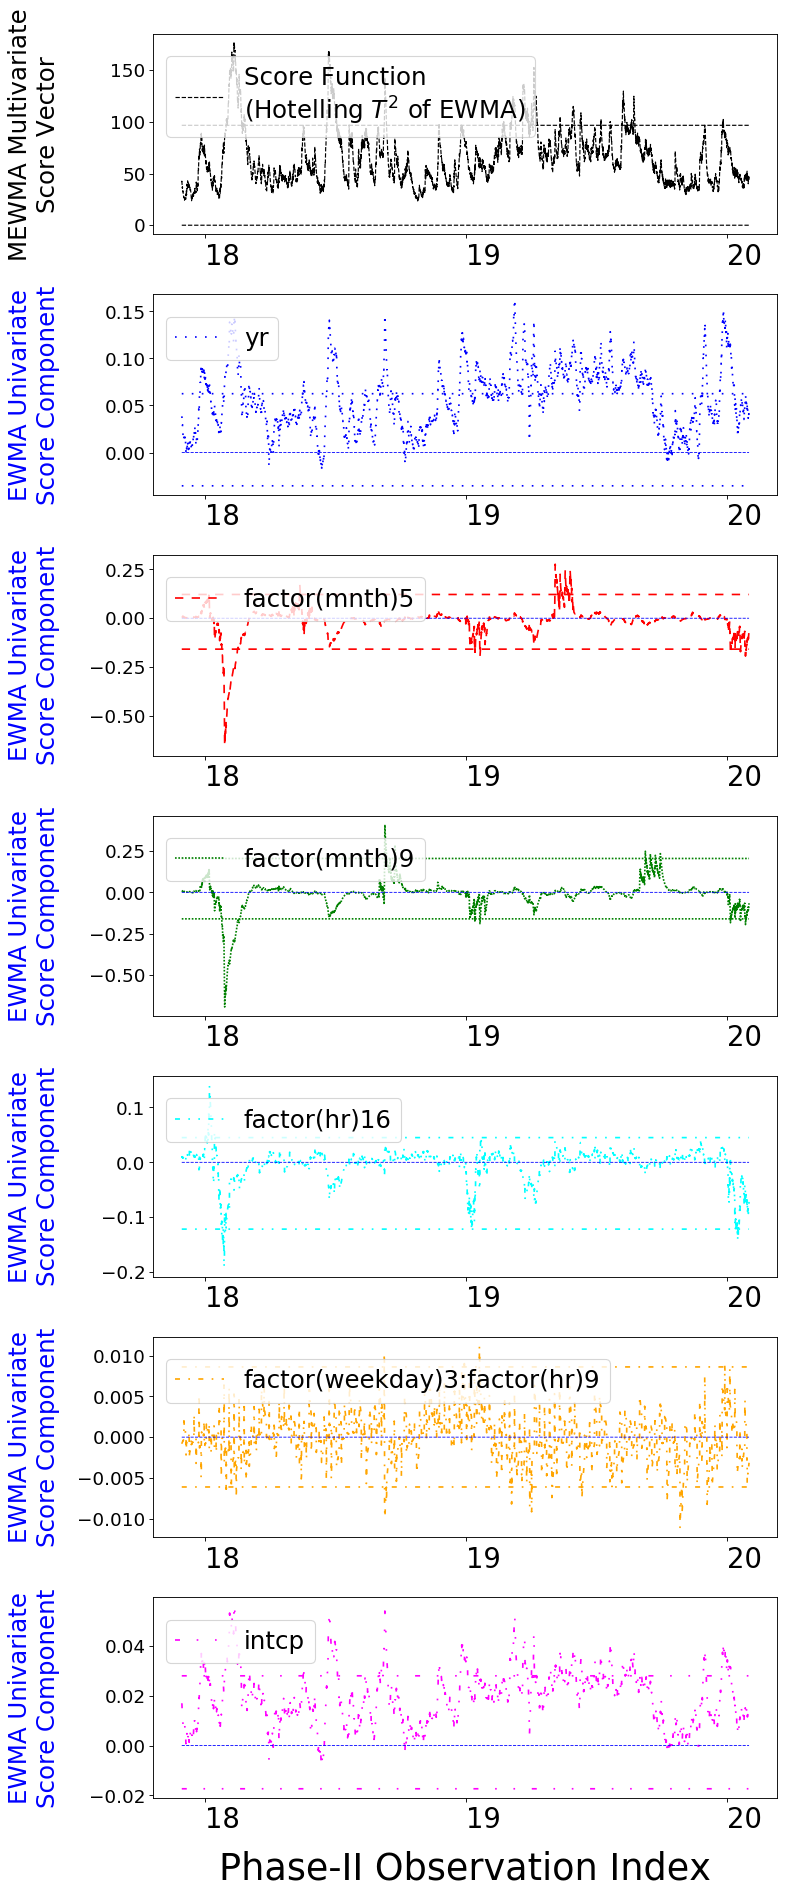 MEWMA Multivariate
Score Vector
150
100
50
0
Score Function
(Hotelling T² of EWMA)
18 19 20
EWMA Univariate
Score Component
0.15
0.10
0.05
0.00
yr
18 19 20
EWMA Univariate
Score Component
0.25
0.00
−0.25
−0.50
factor(mnth)5
18 19 20
EWMA Univariate
Score Component
0.25
0.00
−0.25
−0.50
factor(mnth)9
18 19 20
EWMA Univariate
Score Component
0.1
0.0
−0.1
−0.2
factor(hr)16
18 19 20
EWMA Univariate
Score Component
0.010
0.005
0.000
−0.005
−0.010
factor(weekday)3:factor(hr)9
18 19 20
EWMA Univariate
Score Component
0.04
0.02
0.00
−0.02
intcp
18 19 20
Phase-II Observation Index